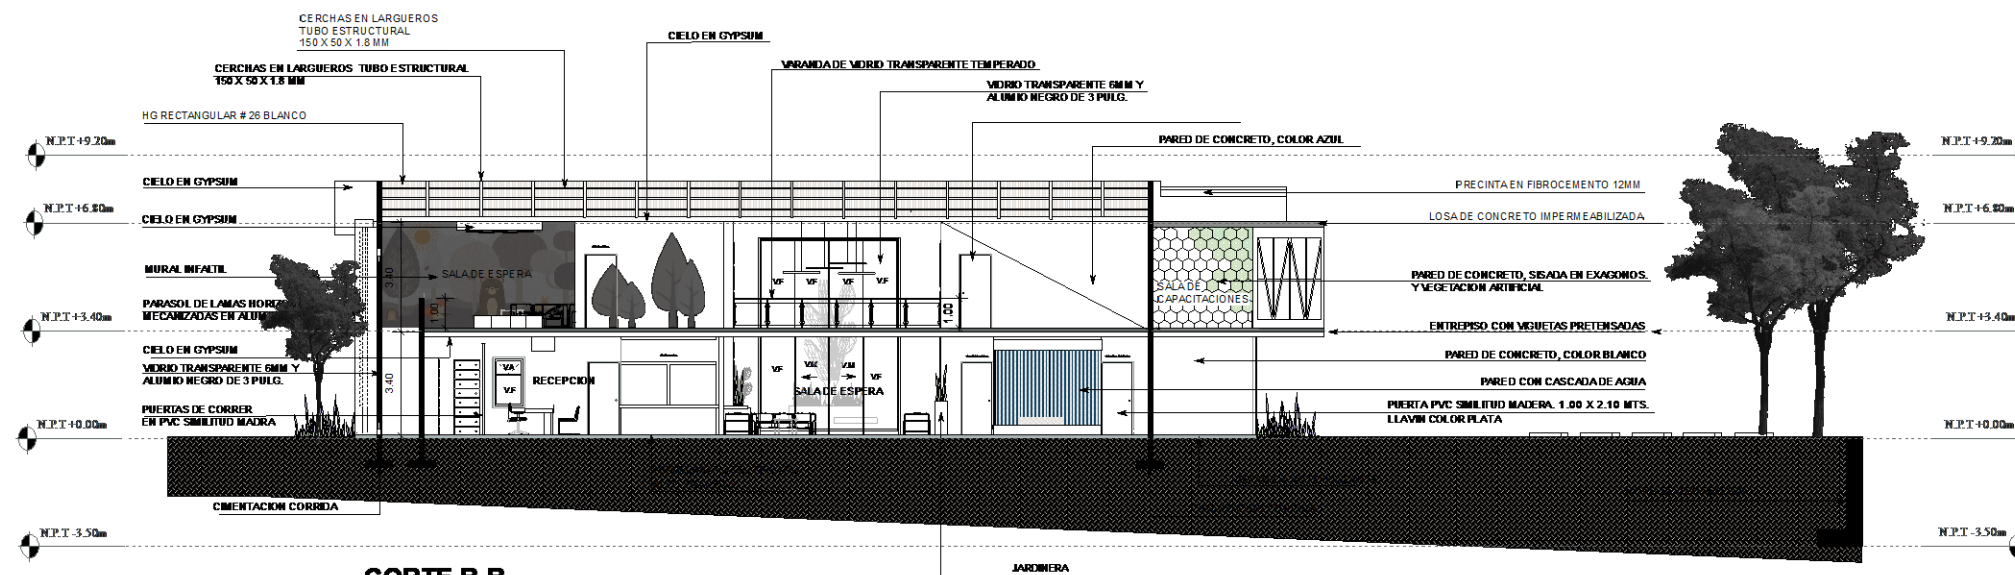 CERCHAS EN LARGUEROS
TUBO ESTRUCTURAL
150 X 50 X 1.8 MM
CIELO EN GYPSUM
CERCHAS EN LARGUEROS TUBO ESTRUCTURAL
150 X 50 X 1.8 MM
VARANDA DE VIDRIO TRANSPARENTE TEMPERADO
VIDRIO TRANSPARENTE 6MM Y
ALUMIO NEGRO DE 3 PULG.
HG RECTANGULAR # 26 BLANCO
N.P.T +9.20m
PARED DE CONCRETO, COLOR AZUL
N.P.T +9.20m
CIELO EN GYPSUM
PRECINTA EN FIBROCEMENTO 12MM
N.P.T +6.80m
CIELO EN GYPSUM
LOSA DE CONCRETO IMPERMEABILIZADA
N.P.T +6.80m
MURAL INFALTIL
3.40
SALA DE ESPERA
V.F
V.F
V.F
V.F
SALA DE
CAPACITACIONES
PARED DE CONCRETO, SISADA EN EXAGONOS.
Y VEGETACION ARTIFICIAL
PARASOL DE LAMAS HORIZ
MECANIZADAS EN ALUM
1.00
1.00
N.P.T +3.40m
ENTREPISO CON VIGUETAS PRETENSADAS
N.P.T +3.40m
CIELO EN GYPSUM
PARED DE CONCRETO, COLOR BLANCO
VIDRIO TRANSPARENTE 6MM Y
ALUMIO NEGRO DE 3 PULG.
3.40
V.A
V.F
RECEPCION
V.F
V.M
V.F
SALA DE ESPERA
PARED CON CASCADA DE AGUA
PUERTAS DE CORRER
EN PVC SIMILITUD MADRA
PUERTA PVC SIMILITUD MADERA. 1.00 X 2.10 MTS.
LLAVIN COLOR PLATA
N.P.T +0.00m
N.P.T +0.00m
CIMENTACION CORRIDA
N.P.T -3.50m
N.P.T -3.50m
JARDINERA
CORTE B-B